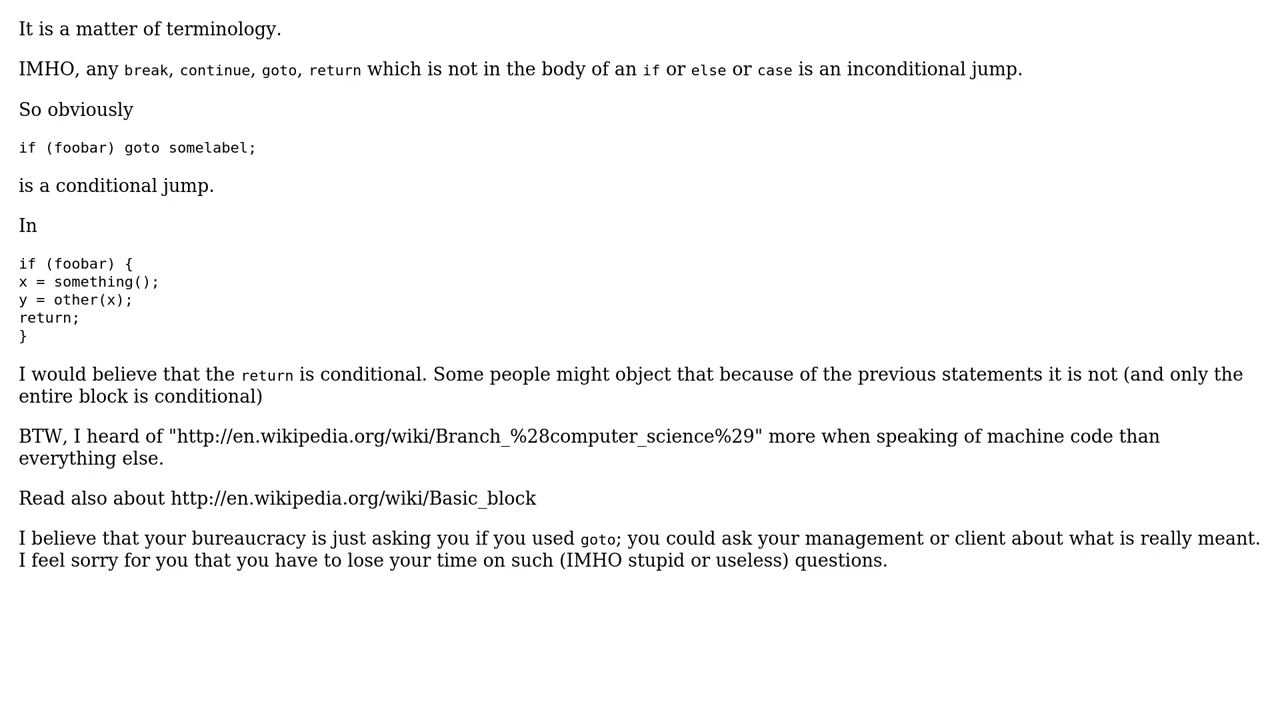 It is a matter of terminology.
IMHO, any break, continue, goto, return which is not in the body of an if or else or case is an inconditional jump.
So obviously
if (foobar) goto somelabel;
is a conditional jump.
In
if (foobar) {
x = something();
y = other(x);
return;
}
I would believe that the return is conditional. Some people might object that because of the previous statements it is not (and only the
entire block is conditional)
BTW, I heard of "http://en.wikipedia.org/wiki/Branch_%28computer_science%29" more when speaking of machine code than
everything else.
Read also about http://en.wikipedia.org/wiki/Basic_block
I believe that your bureaucracy is just asking you if you used goto; you could ask your management or client about what is really meant.
I feel sorry for you that you have to lose your time on such (IMHO stupid or useless) questions.